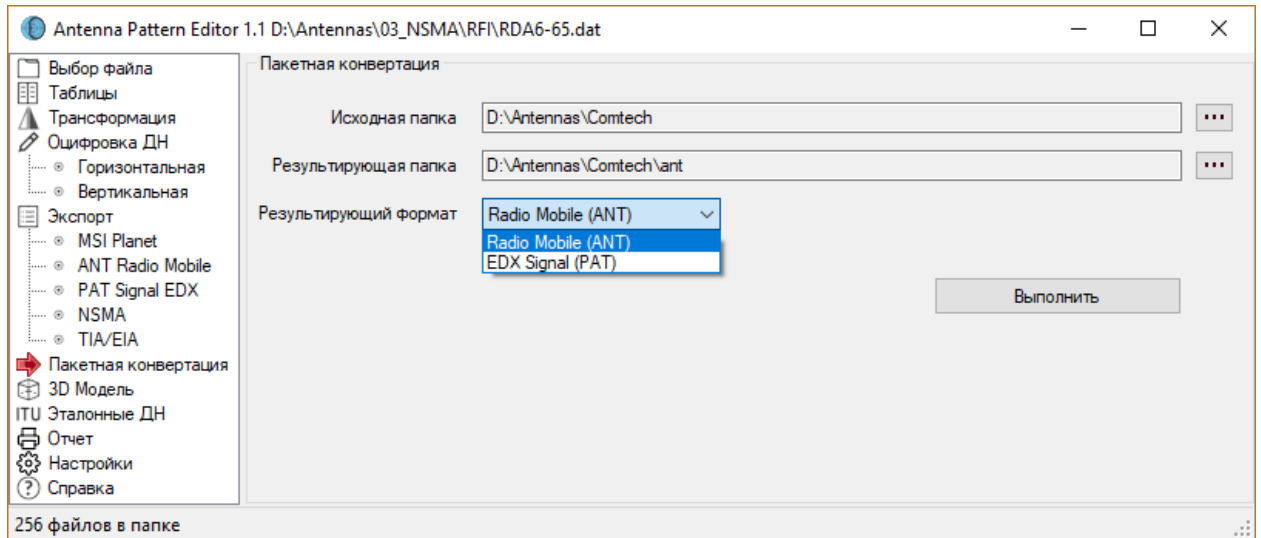 Antenna Pattern Editor 1.1 D:\Antennas\03_NSMA\RFI\RDA6-65.dat
Выбор файла
Таблицы
Трансформация
Оцифровка ДН
Горизонтальная
Вертикальная
Экспорт
MSI Planet
ANT Radio Mobile
PAT Signal EDX
NSMA
TIA/EIA
Пакетная конвертация
3D Модель
ITU Эталонные ДН
Отчет
Настройки
? Справка
Пакетная конвертация
Исходная папка D:\Antennas\Comtech ...
Результирующая папка D:\Antennas\Comtech\ant ...
Результирующий формат Radio Mobile (ANT)
Radio Mobile (ANT)
EDX Signal (PAT)
Выполнить
256 файлов в папке